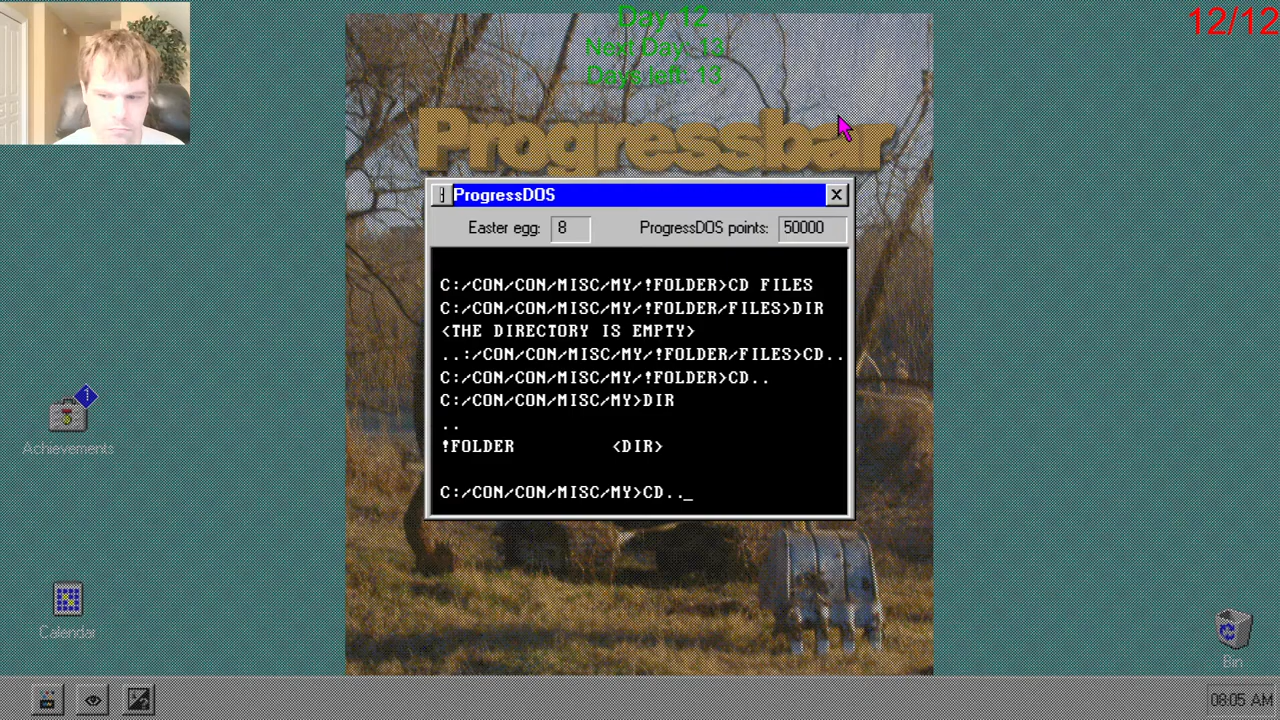 Day 12
Next Day: 13
Days left: 13
12/12
Progressbar
ProgressDOS
Easter egg: 8
ProgressDOS points: 50000
C:/CON/CON/MISC/MY/!FOLDER>CD FILES
C:/CON/CON/MISC/MY/!FOLDER/FILES>DIR
<THE DIRECTORY IS EMPTY>
..:/CON/CON/MISC/MY/!FOLDER/FILES>CD..
C:/CON/CON/MISC/MY/!FOLDER>CD..
C:/CON/CON/MISC/MY>DIR
..
!FOLDER <DIR>
C:/CON/CON/MISC/MY>CD.._
1
Achievements
Calendar
Bin
08:05 AM